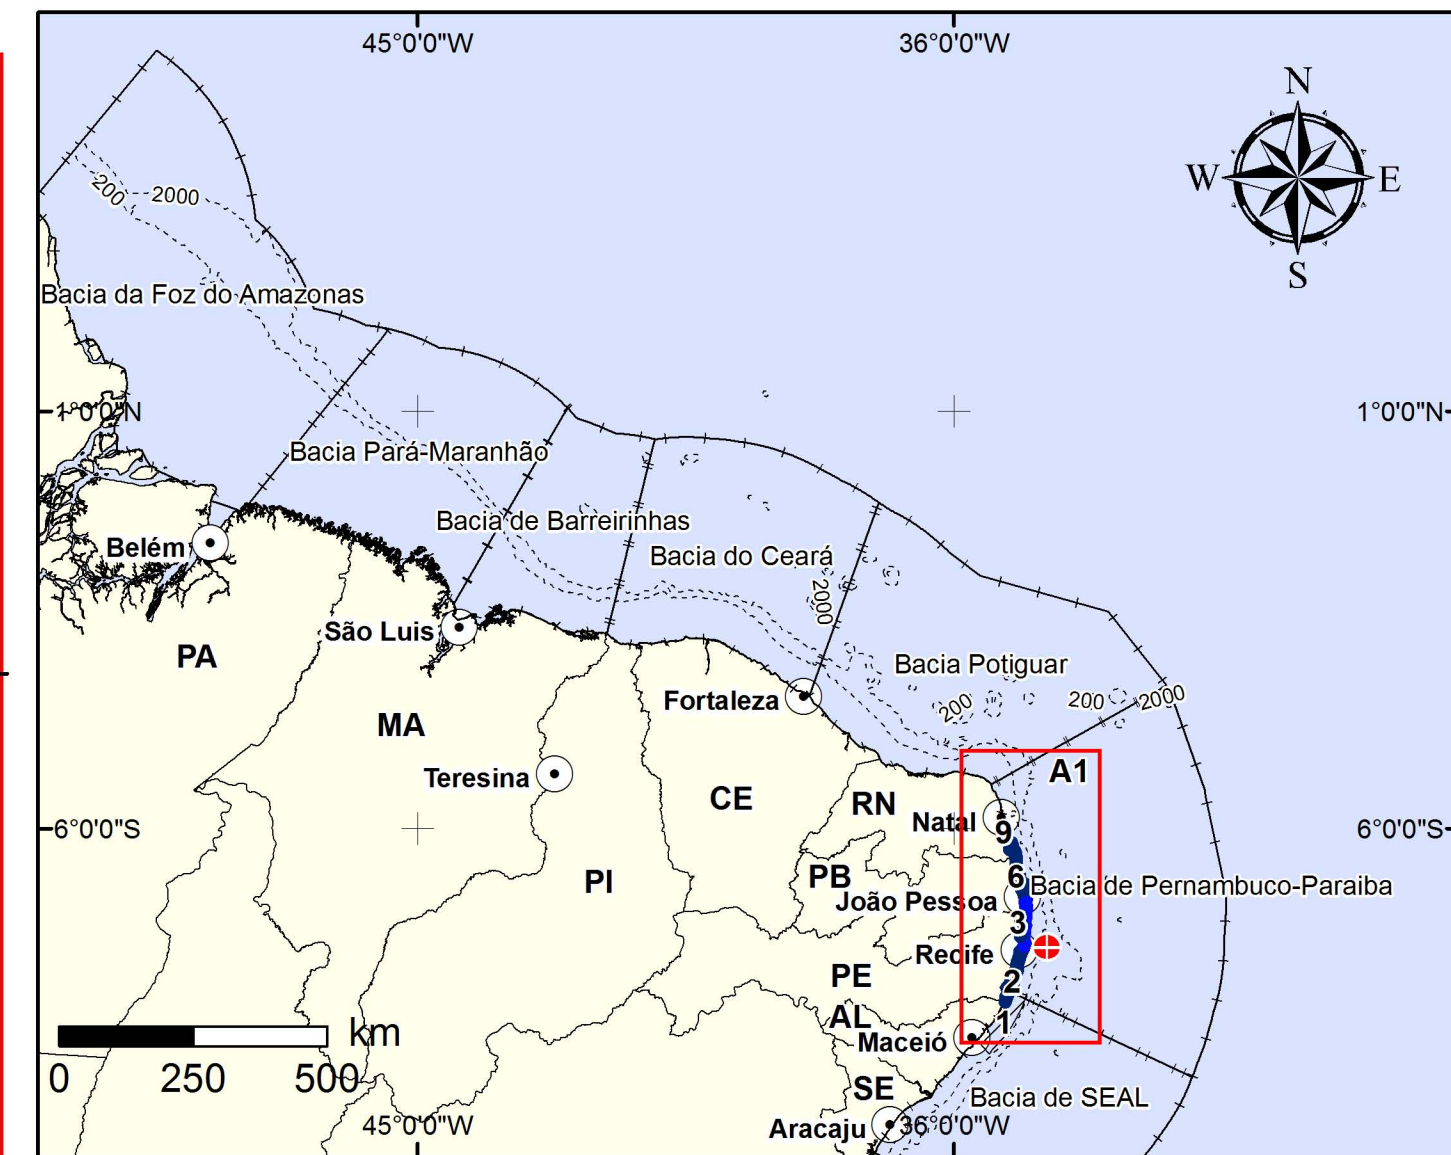 45°0'0"W
36°0'0"W
N
W
E
S
200
2000
Bacia da Foz do Amazonas
1°0'0"N
1°0'0"N
Bacia Pará-Maranhão
Bacia de Barreirinhas
Bacia do Ceará
Belém
2000
São Luis
PA
Bacia Potiguar
Fortaleza
200
200
2000
MA
Teresina
A1
CE
RN
Natal
6°0'0"S
9
6°0'0"S
PI
PB
6
Bacia de Pernambuco-Paraiba
João Pessoa
3
Recife
PE
2
AL
1
km
Maceió
0
250
500
SE
Bacia de SEAL
45°0'0"W
Aracaju
36°0'0"W